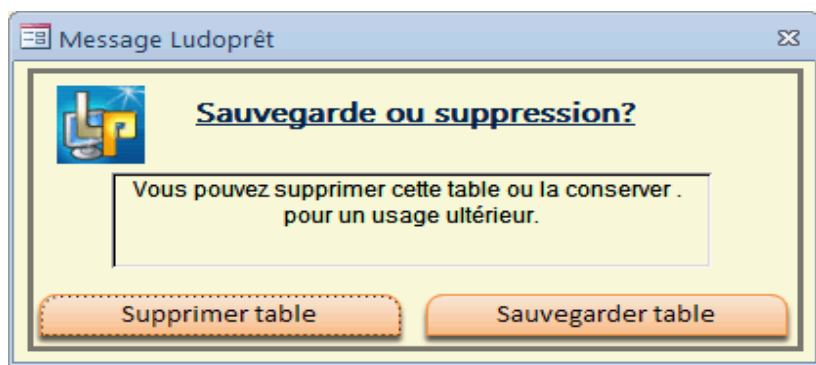 Message Ludoprêt
Sauvegarde ou suppression?
Vous pouvez supprimer cette table ou la conserver .
pour un usage ultérieur.
Supprimer table
Sauvegarder table